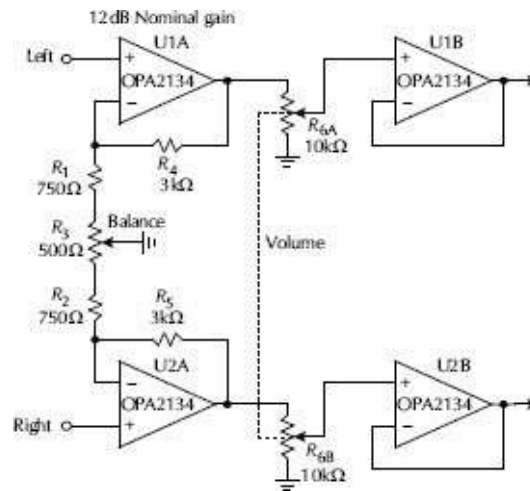 12dB Nominal gain
U1A
U1B
Left
+
OPA2134
−
+
OPA2134
−
R6A
10kΩ
R1
750Ω
R4
3kΩ
R3
500Ω
Balance
Volume
R2
750Ω
R5
3kΩ
U2A
U2B
−
OPA2134
+
Right
+
OPA2134
−
R6B
10kΩ